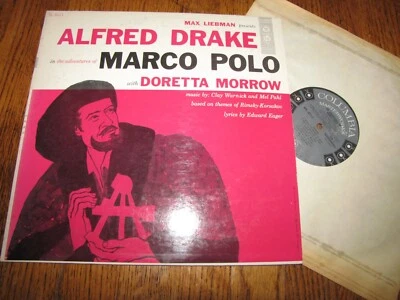 MAX LIEBMAN presents
ALFRED DRAKE
in the adventures of
MARCO POLO
with DORETTA MORROW
music by: Clay Warnick and Mel Pahl
based on themes of Rimsky-Korsakov
lyrics by Edward Eager
COLUMBIA